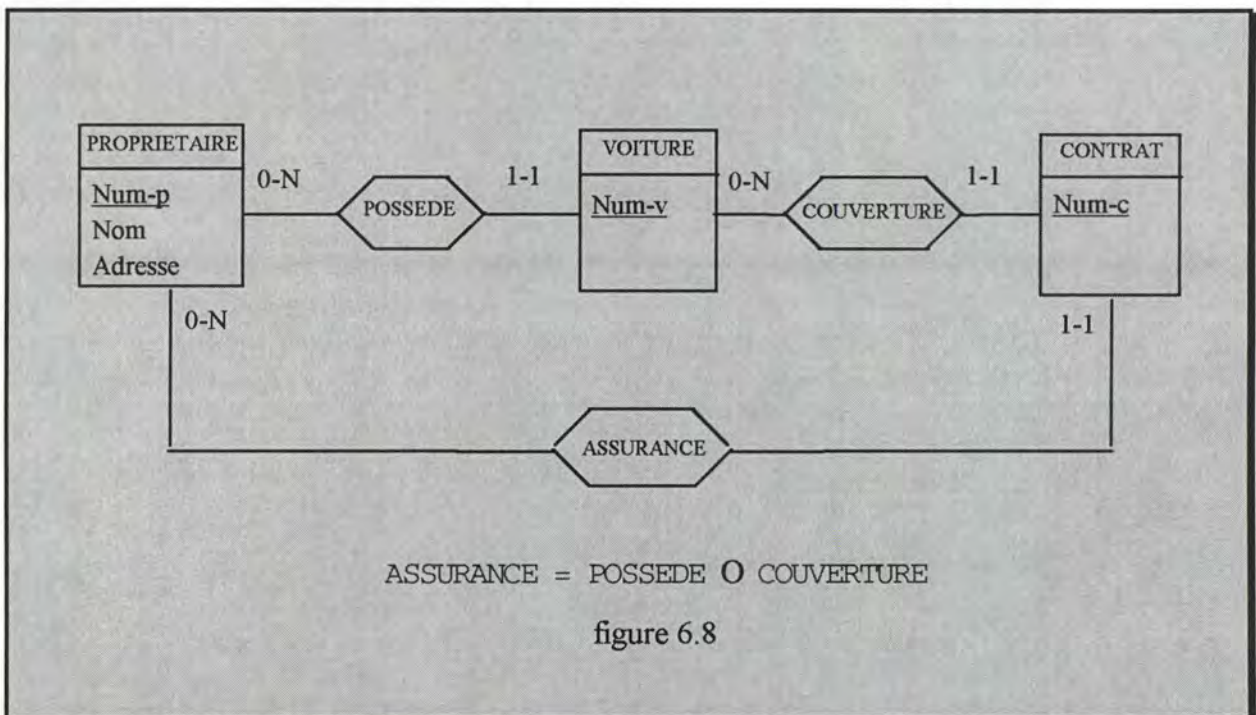 PROPRIETAIRE
Num-p
Nom
Adresse
0-N
POSSEDE
1-1
VOITURE
Num-v
0-N
COUVERTURE
1-1
CONTRAT
Num-c
0-N
1-1
ASSURANCE
ASSURANCE = POSSEDE O COUVERTURE
figure 6.8